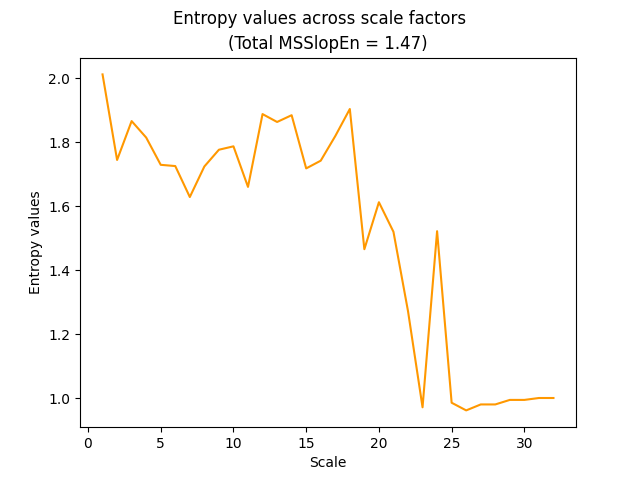 Entropy values across scale factors
(Total MSSlopEn = 1.47)
2.0
1.8
1.6
1.4
1.2
1.0
Entropy values
0 5 10 15 20 25 30
Scale